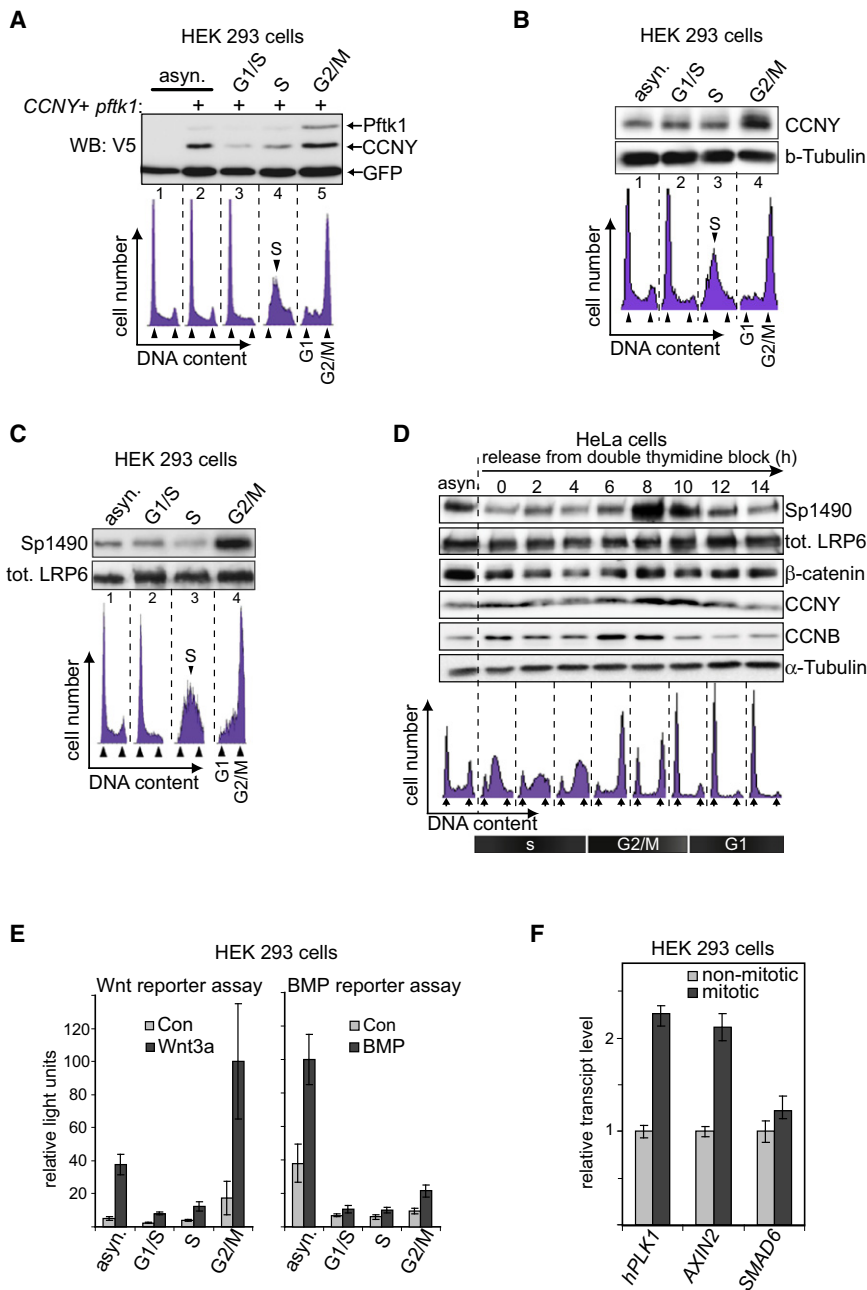 A
HEK 293 cells
asyn. G1/S S G2/M
CCNY+ pftk1: + + + +
WB: V5
Pftk1
CCNY
GFP
1 2 3 4 5
S
cell number
DNA content
G1 G2/M
B
HEK 293 cells
asyn. G1/S S G2/M
CCNY
b-Tubulin
1 2 3 4
S
cell number
DNA content
G1 G2/M
C
HEK 293 cells
asyn. G1/S S G2/M
Sp1490
tot. LRP6
1 2 3 4
S
cell number
DNA content
G1 G2/M
D
HeLa cells
release from double thymidine block (h)
asyn. 0 2 4 6 8 10 12 14
Sp1490
tot. LRP6
β-catenin
CCNY
CCNB
α-Tubulin
cell number
DNA content
s G2/M G1
E
HEK 293 cells
Wnt reporter assay BMP reporter assay
Con
Wnt3a
Con
BMP
relative light units
120
100
80
60
40
20
asyn. G1/S S G2/M asyn. G1/S S G2/M
F
HEK 293 cells
non-mitotic
mitotic
relative transcipt level
2
1
hPLK1 AXIN2 SMAD6